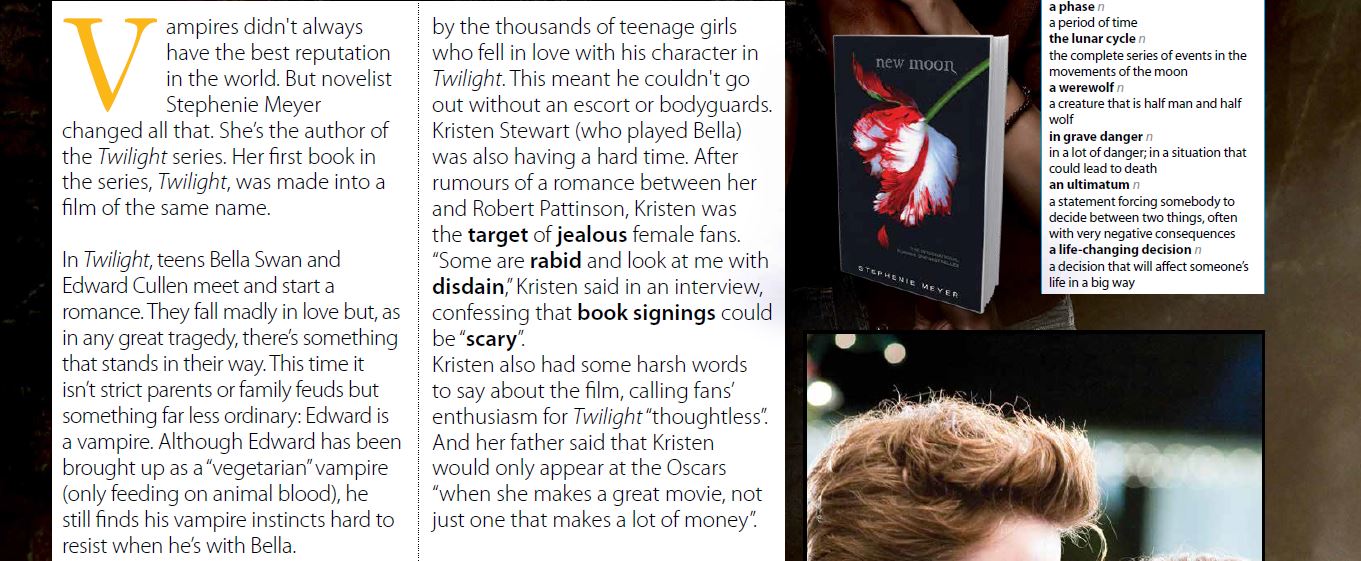 Vampires didn't always
have the best reputation
in the world. But novelist
Stephenie Meyer
changed all that. She's the author of
the Twilight series. Her first book in
the series, Twilight, was made into a
film of the same name.
In Twilight, teens Bella Swan and
Edward Cullen meet and start a
romance. They fall madly in love but, as
in any great tragedy, there's something
that stands in their way. This time it
isn't strict parents or family feuds but
something far less ordinary: Edward is
a vampire. Although Edward has been
brought up as a “vegetarian” vampire
(only feeding on animal blood), he
still finds his vampire instincts hard to
resist when he's with Bella.
by the thousands of teenage girls
who fell in love with his character in
Twilight. This meant he couldn't go
out without an escort or bodyguards.
Kristen Stewart (who played Bella)
was also having a hard time. After
rumours of a romance between her
and Robert Pattinson, Kristen was
the target of jealous female fans.
“Some are rabid and look at me with
disdain,” Kristen said in an interview,
confessing that book signings could
be “scary”.
Kristen also had some harsh words
to say about the film, calling fans'
enthusiasm for Twilight “thoughtless”.
And her father said that Kristen
would only appear at the Oscars
“when she makes a great movie, not
just one that makes a lot of money”.
new moon
STEPHENIE MEYER
a phase n
a period of time
the lunar cycle n
the complete series of events in the
movements of the moon
a werewolf n
a creature that is half man and half
wolf
in grave danger n
in a lot of danger; in a situation that
could lead to death
an ultimatum n
a statement forcing somebody to
decide between two things, often
with very negative consequences
a life-changing decision n
a decision that will affect someone's
life in a big way